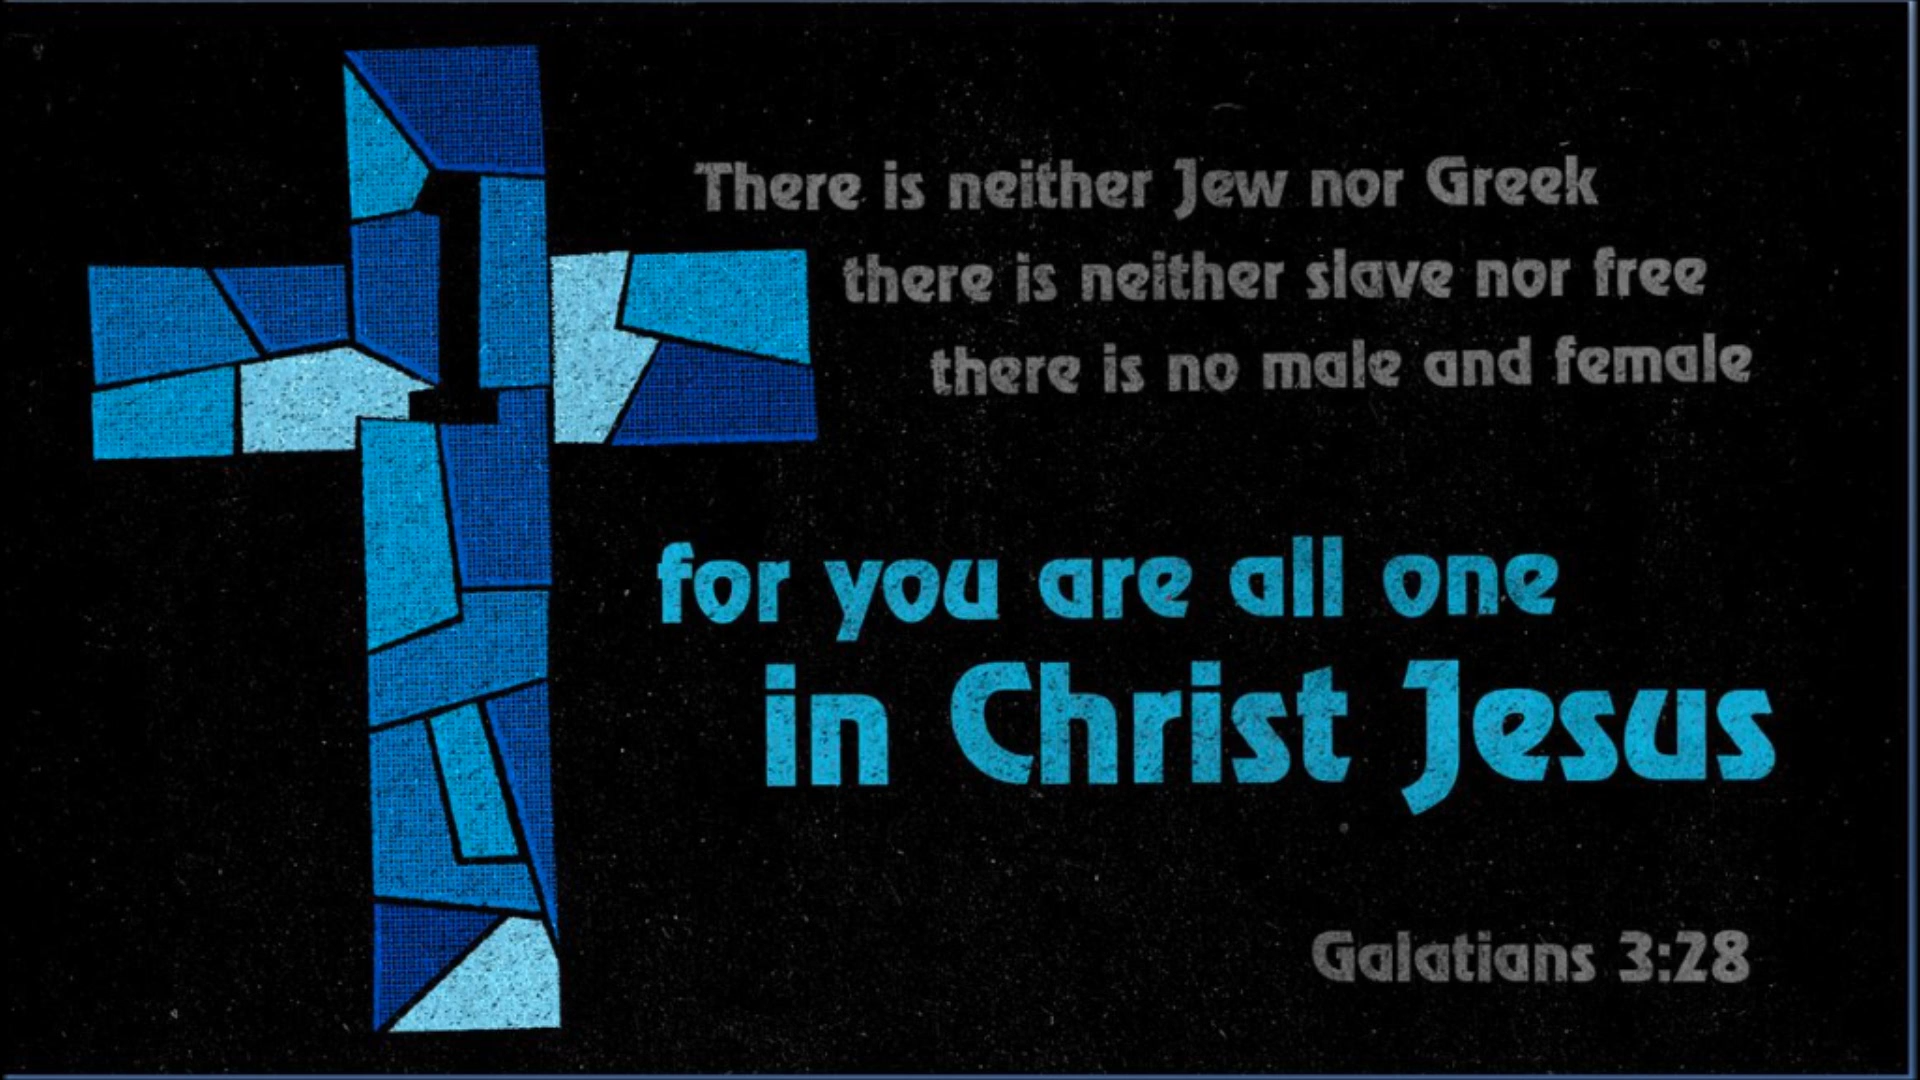 1
There is neither Jew nor Greek
there is neither slave nor free
there is no male and female
for you are all one
in Christ Jesus
Galatians 3:28